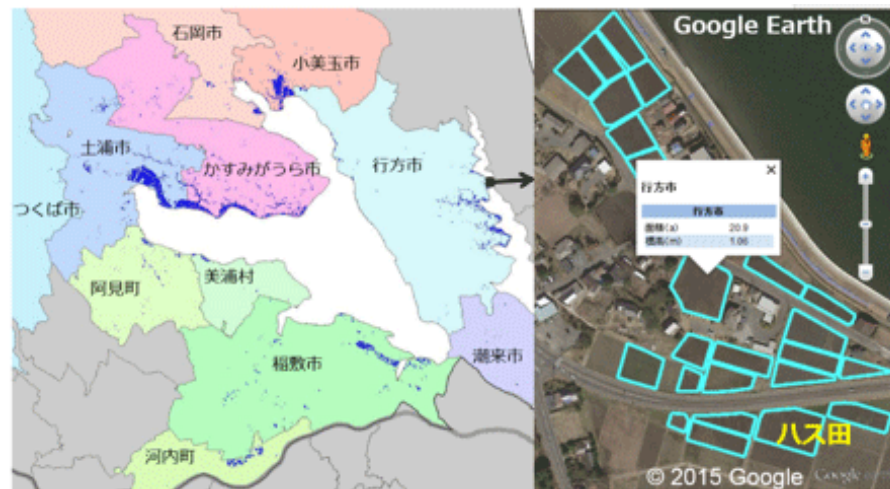 石岡市
小美玉市
土浦市
かすみがうら市
行方市
つくば市
阿見町
美浦村
稲敷市
潮来市
河内町
Google Earth
行方市
行方市
面積(a) 20.9
標高(m) 1.06
ハス田
© 2015 Google
Google